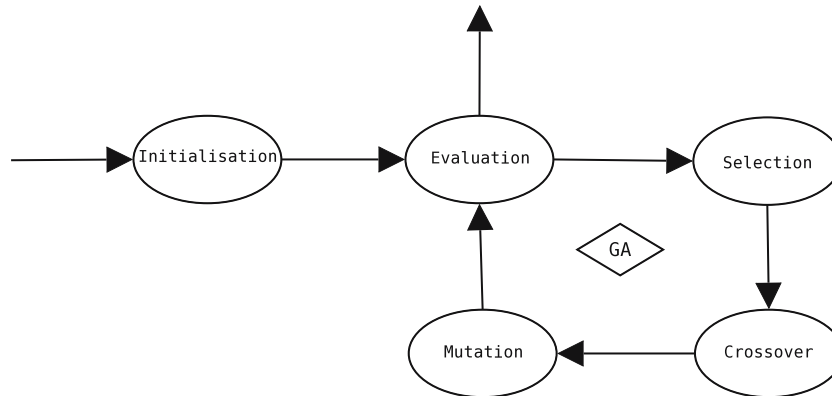 Initialisation
Evaluation
Selection
GA
Mutation
Crossover